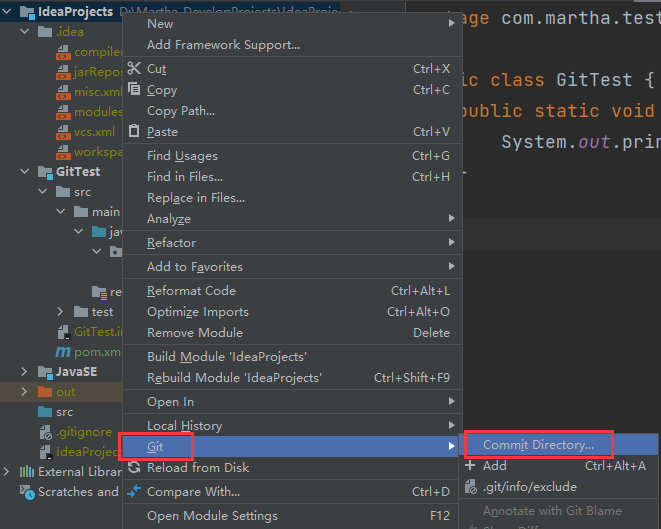 IdeaProjects D:\Martha_DevelopProjects\IdeaProjec
.idea
compiler
jarRepos
misc.xml
modules
vcs.xml
workspa
GitTest
src
main
jav
re
test
GitTest.in
pom.xm
JavaSE
out
src
.gitignore
IdeaProjec
External Librar
Scratches and
New
Add Framework Support...
Cut Ctrl+X
Copy Ctrl+C
Copy Path...
Paste Ctrl+V
Find Usages Ctrl+G
Find in Files... Ctrl+H
Replace in Files...
Analyze
Refactor
Add to Favorites
Reformat Code Ctrl+Alt+L
Optimize Imports Ctrl+Alt+O
Remove Module Delete
Build Module 'IdeaProjects'
Rebuild Module 'IdeaProjects' Ctrl+Shift+F9
Open In
Local History
Git
Reload from Disk
Compare With... Ctrl+D
Open Module Settings F12
Commit Directory...
Add Ctrl+Alt+A
.git/info/exclude
Annotate with Git Blame
age com.martha.test
ic class GitTest {
public static void
System.out.prin